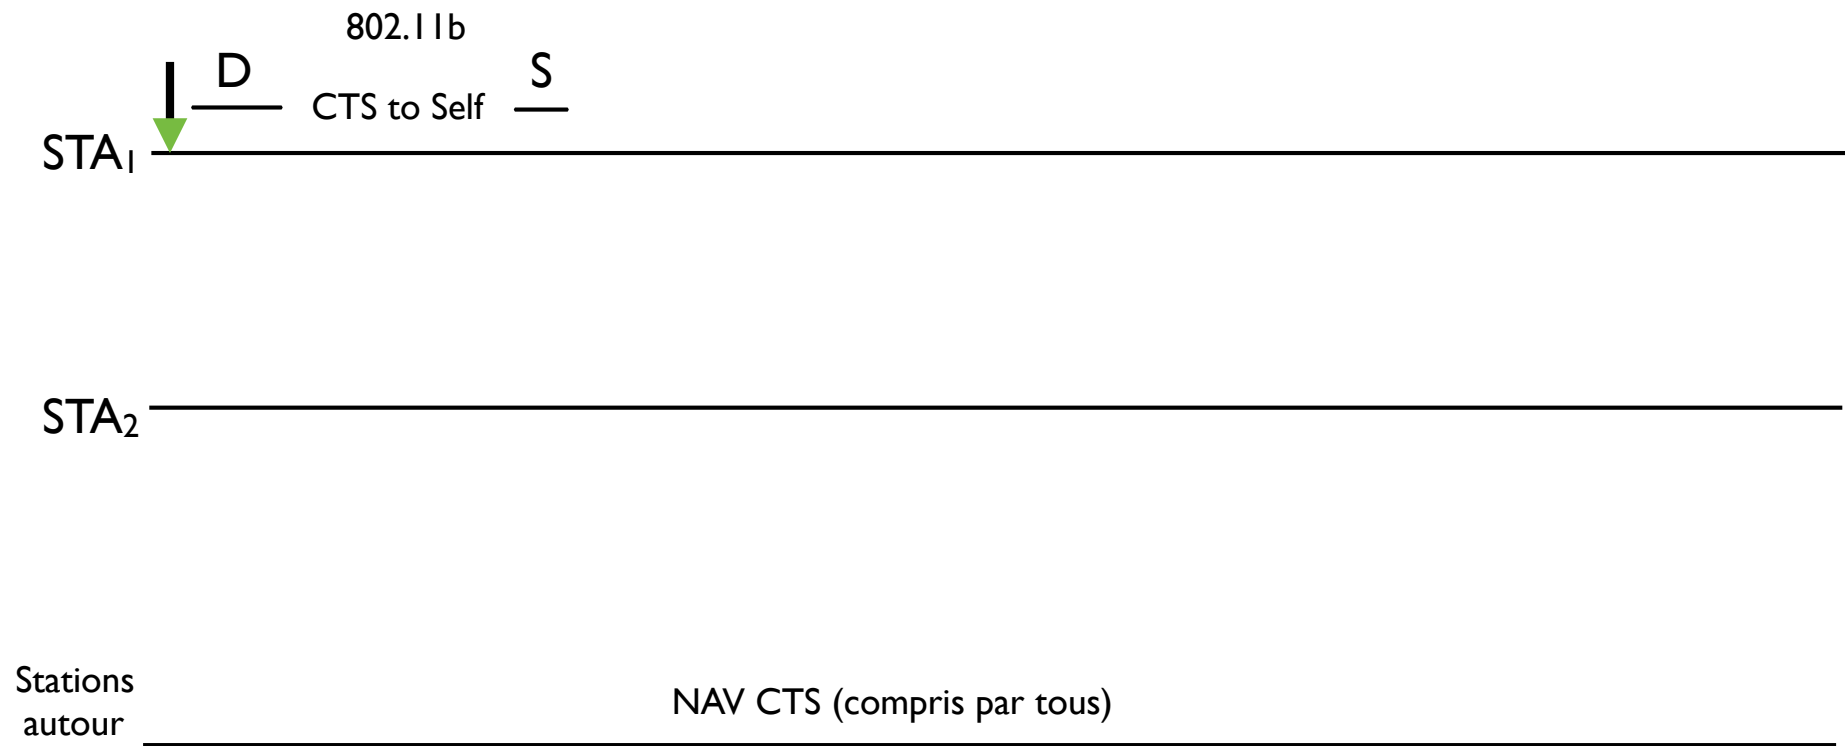 802.11b
D
S
CTS to Self
STA1
STA2
Stations
autour
NAV CTS (compris par tous)